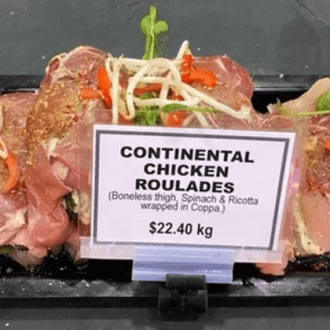 CONTINENTAL
CHICKEN
ROULADES
(Boneless thigh, Spinach & Ricotta
wrapped in Coppa.)
$22.40 kg